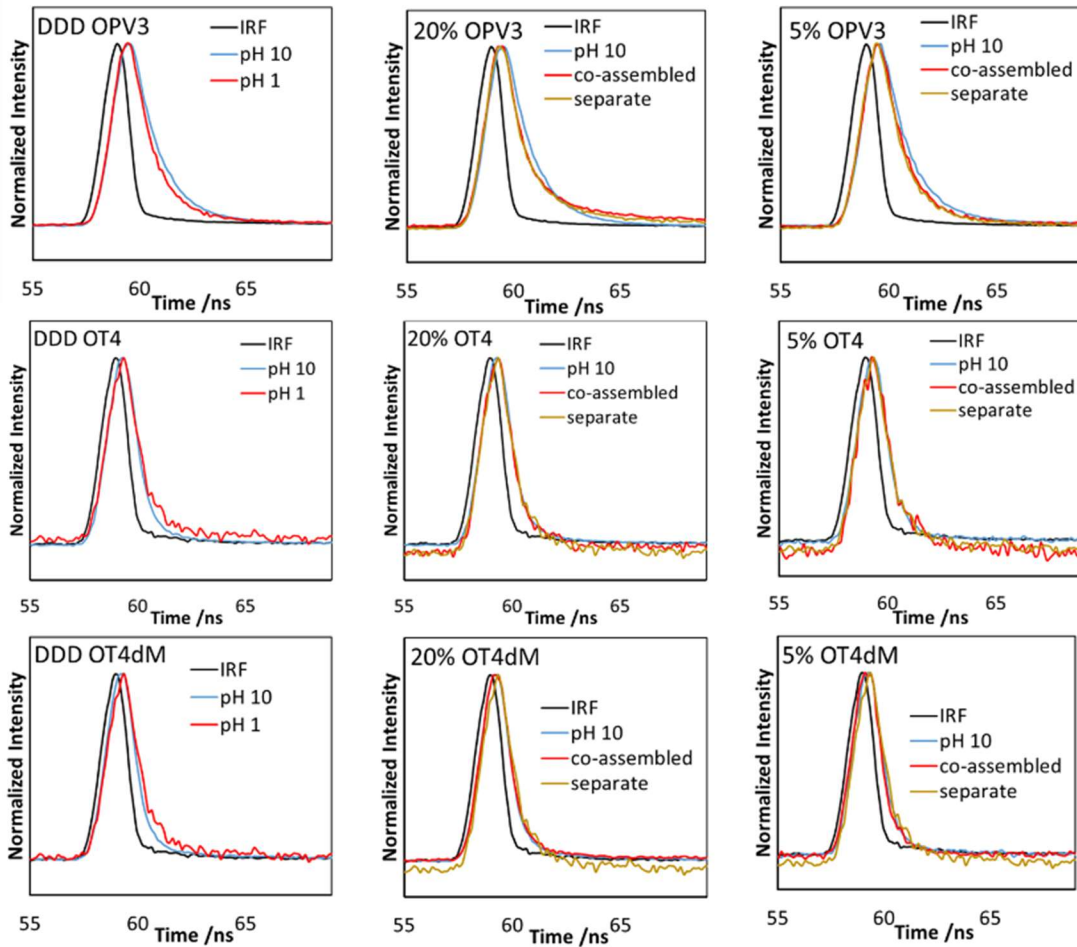 DDD OPV3
IRF
pH 10
pH 1
Normalized Intensity
55
60
65
Time /ns
20% OPV3
IRF
pH 10
co-assembled
separate
Normalized Intensity
55
60
65
Time /ns
5% OPV3
IRF
pH 10
co-assembled
separate
Normalized Intensity
55
60
65
Time /ns
DDD OT4
IRF
pH 10
pH 1
Normalized Intensity
55
60
65
Time /ns
20% OT4
IRF
pH 10
co-assembled
separate
Normalized Intensity
55
60
65
Time /ns
5% OT4
IRF
pH 10
co-assembled
separate
Normalized Intensity
55
60
65
Time /ns
DDD OT4dM
IRF
pH 10
pH 1
Normalized Intensity
55
60
65
Time /ns
20% OT4dM
IRF
pH 10
co-assembled
separate
Normalized Intensity
55
60
65
Time /ns
5% OT4dM
IRF
pH 10
co-assembled
separate
Normalized Intensity
55
60
65
Time /ns